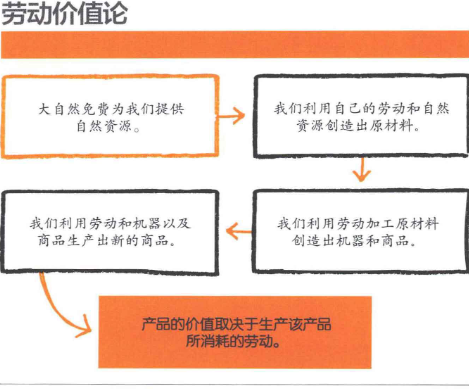 劳动价值论
大自然免费为我们提供
自然资源。
我们利用自己的劳动和自然
资源创造出原材料。
我们利用劳动加工原材料
创造出机器和商品。
我们利用劳动和机器以及
商品生产出新的商品。
产品的价值取决于生产该产品
所消耗的劳动。